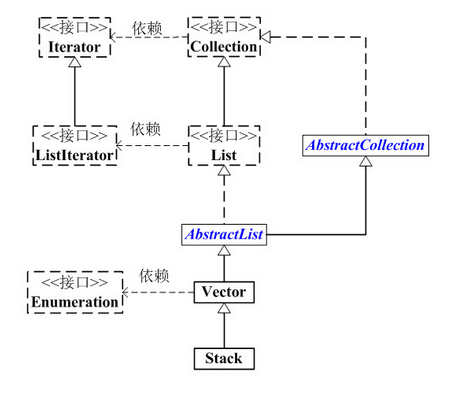 <<接口>>
Iterator
依赖
<<接口>>
Collection
<<接口>>
ListIterator
依赖
<<接口>>
List
AbstractCollection
AbstractList
<<接口>>
Enumeration
依赖
Vector
Stack